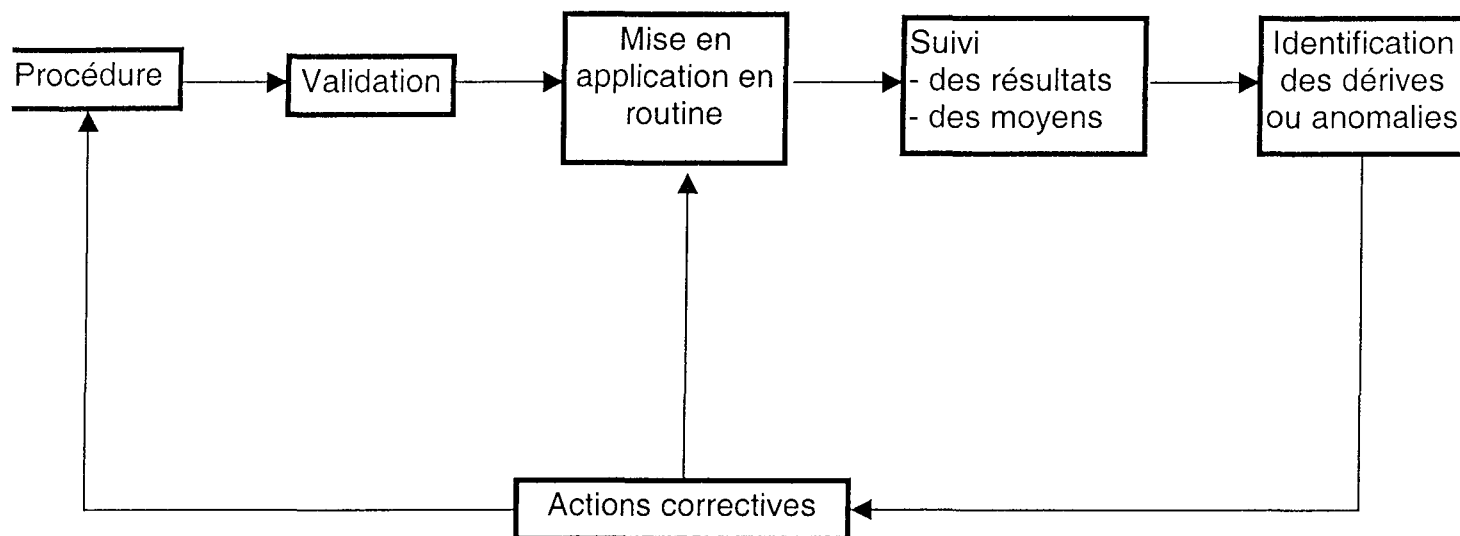 Procédure
Validation
Mise en
application en
routine
Suivi
- des résultats
- des moyens
Identification
des dérives
ou anomalies
Actions correctives